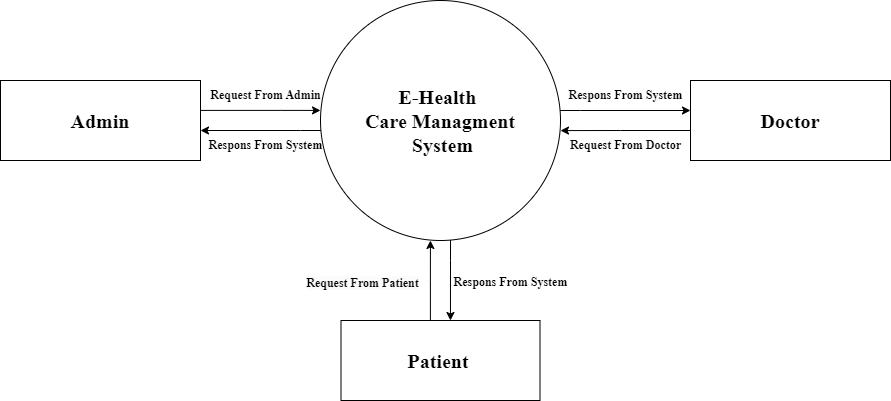 E-Health
Care Managment
System
Admin
Request From Admin
Respons From System
Respons From System
Request From Doctor
Doctor
Request From Patient
Respons From System
Patient